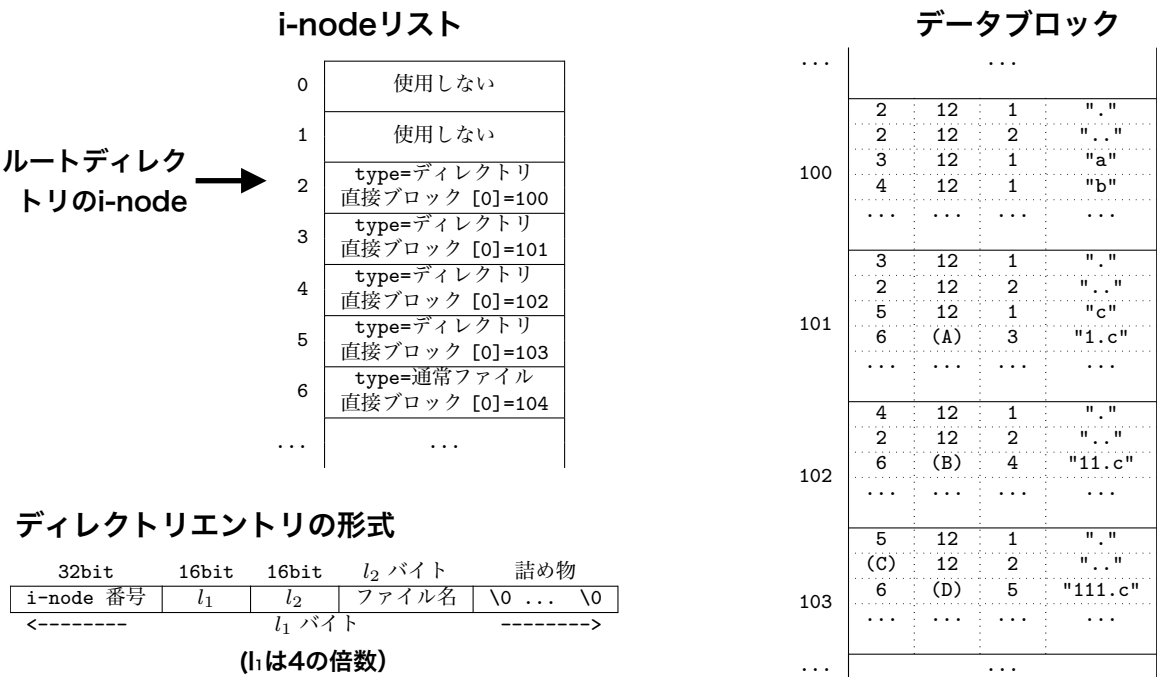 i-nodeリスト
0 使用しない
1 使用しない
ルートディレク
トリのi-node
2 type=ディレクトリ
直接ブロック [0]=100
3 type=ディレクトリ
直接ブロック [0]=101
4 type=ディレクトリ
直接ブロック [0]=102
5 type=ディレクトリ
直接ブロック [0]=103
6 type=通常ファイル
直接ブロック [0]=104
... ...
ディレクトリエントリの形式
32bit 16bit 16bit l₂ バイト 詰め物
i-node 番号 l₁ l₂ ファイル名 \0 ... \0
<-------- l₁ バイト -------->
(l₁は4の倍数)
データブロック
... ...
100
2 12 1 "."
2 12 2 ".."
3 12 1 "a"
4 12 1 "b"
... ... ... ...
101
3 12 1 "."
2 12 2 ".."
5 12 1 "c"
6 (A) 3 "1.c"
... ... ... ...
102
4 12 1 "."
2 12 2 ".."
6 (B) 4 "11.c"
... ... ... ...
103
5 12 1 "."
(C) 12 2 ".."
6 (D) 5 "111.c"
... ... ... ...
... ...